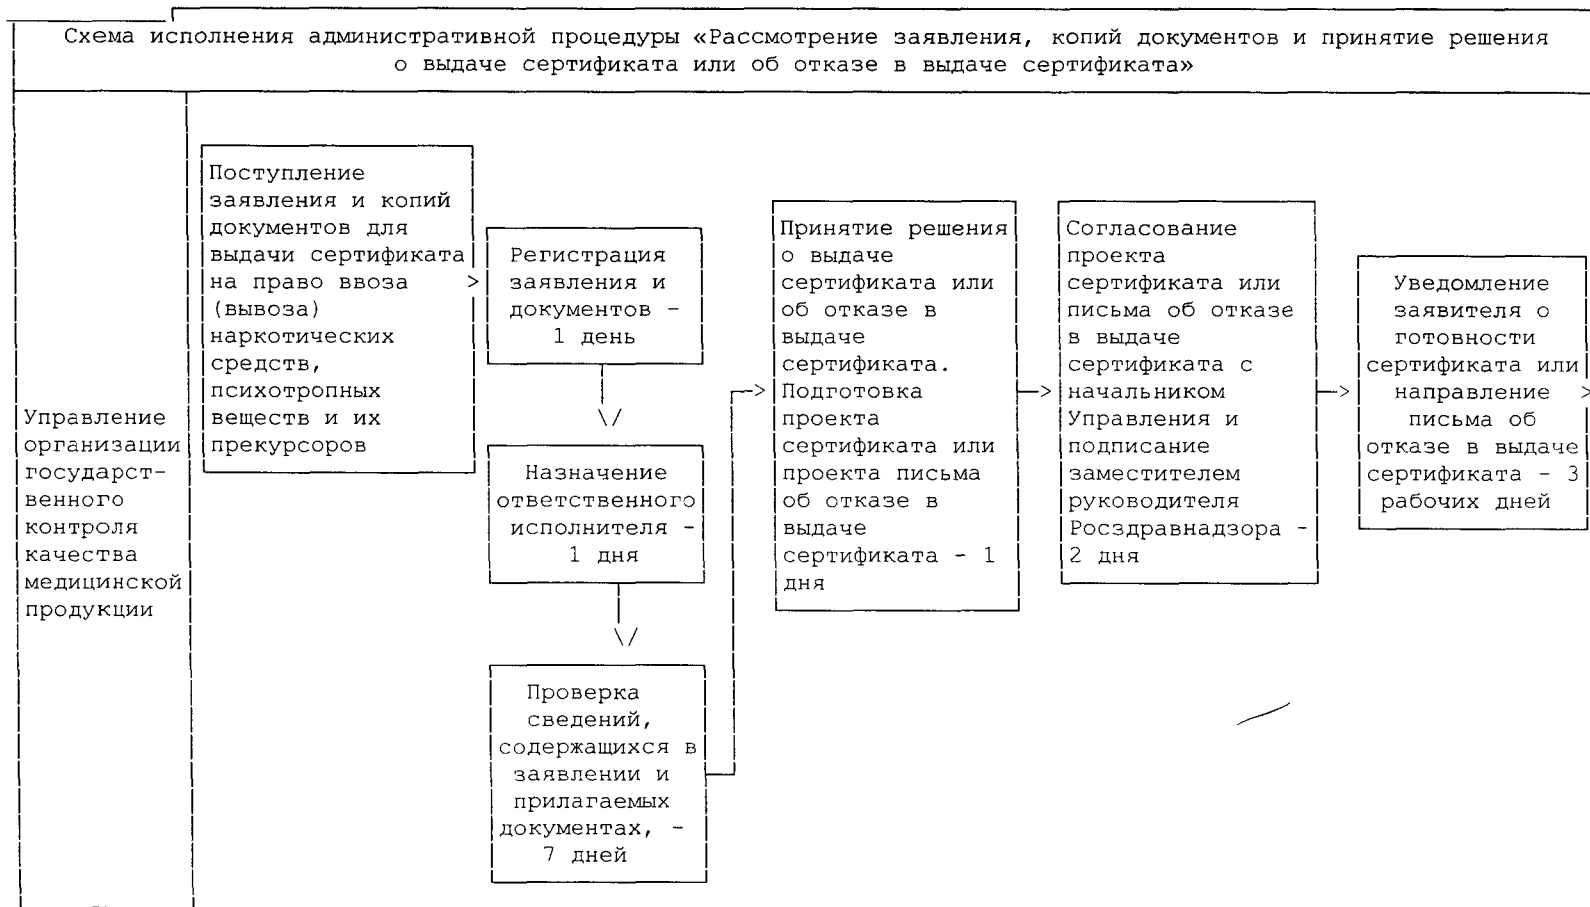 Схема исполнения административной процедуры «Рассмотрение заявления, копий документов и принятие решения
о выдаче сертификата или об отказе в выдаче сертификата»
Управление
организации
государст-
венного
контроля
качества
медицинской
продукции
Поступление
заявления и копий
документов для
выдачи сертификата
на право ввоза
(вывоза)
наркотических
средств,
психотропных
веществ и их
прекурсоров
Регистрация
заявления и
документов -
1 день
Назначение
ответственного
исполнителя -
1 дня
Проверка
сведений,
содержащихся в
заявлении и
прилагаемых
документах, -
7 дней
Принятие решения
о выдаче
сертификата или
об отказе в
выдаче
сертификата.
Подготовка
проекта
сертификата или
проекта письма
об отказе в
выдаче
сертификата - 1
дня
Согласование
проекта
сертификата или
письма об отказе
в выдаче
сертификата с
начальником
Управления и
подписание
заместителем
руководителя
Росздравнадзора -
2 дня
Уведомление
заявителя о
готовности
сертификата или
направление
письма об
отказе в выдаче
сертификата - 3
рабочих дней